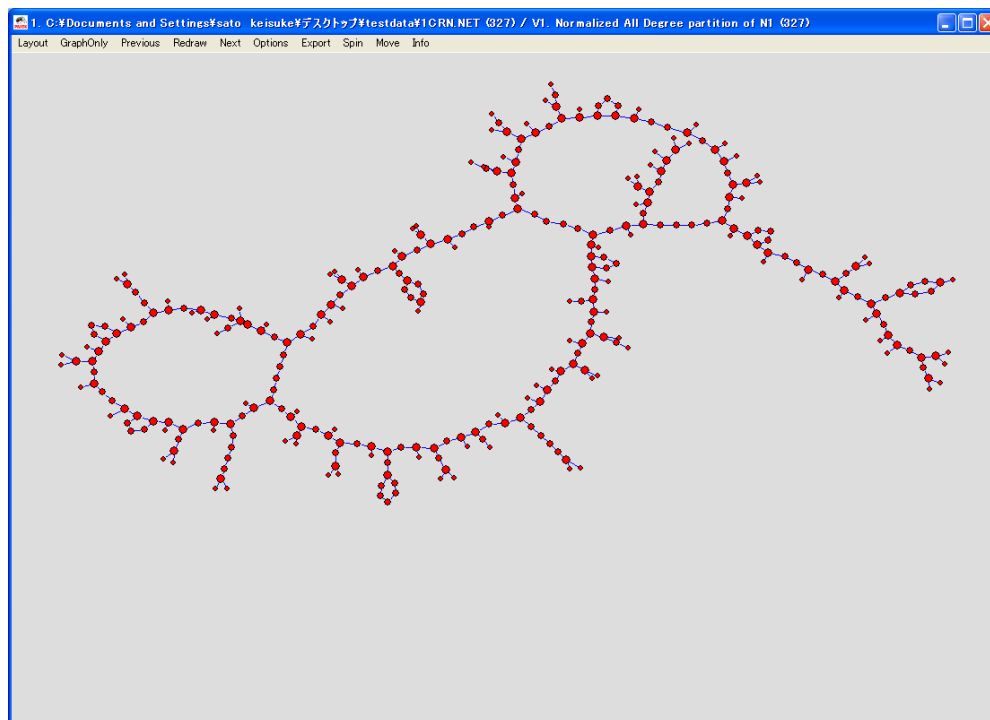 1. C:¥Documents and Settings¥sato keisuke¥デスクトップ¥testdata¥1CRN.NET (327) / V1. Normalized All Degree partition of N1 (327)
Layout GraphOnly Previous Redraw Next Options Export Spin Move Info